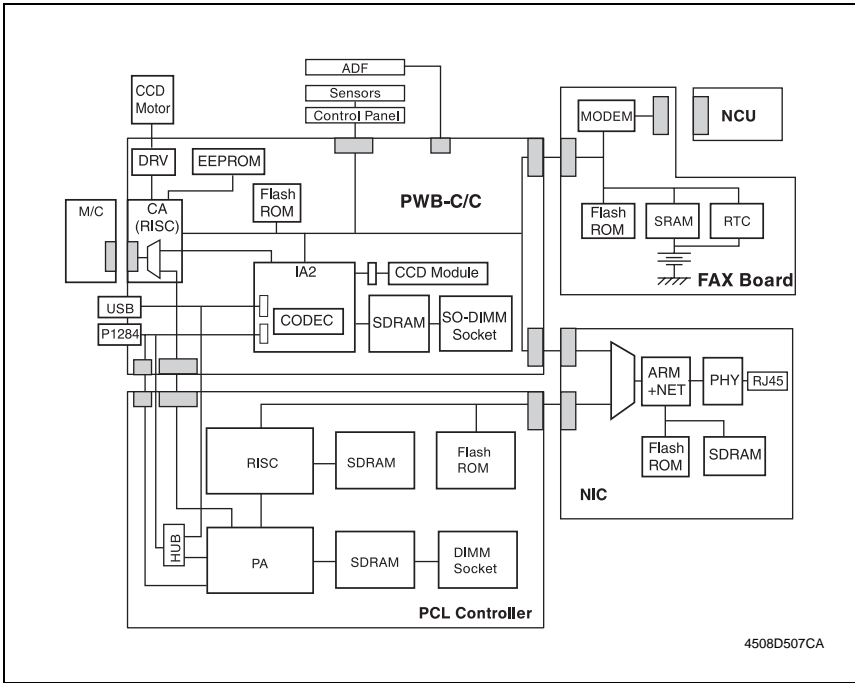 ADF
Sensors
Control Panel
CCD
Motor
MODEM
NCU
DRV
EEPROM
Flash
ROM
PWB-C/C
M/C
CA
(RISC)
Flash
ROM
SRAM
RTC
FAX Board
IA2
CCD Module
CODEC
SDRAM
SO-DIMM
Socket
USB
P1284
ARM
+NET
PHY
RJ45
Flash
ROM
SDRAM
NIC
RISC
SDRAM
Flash
ROM
HUB
PA
SDRAM
DIMM
Socket
PCL Controller
4508D507CA